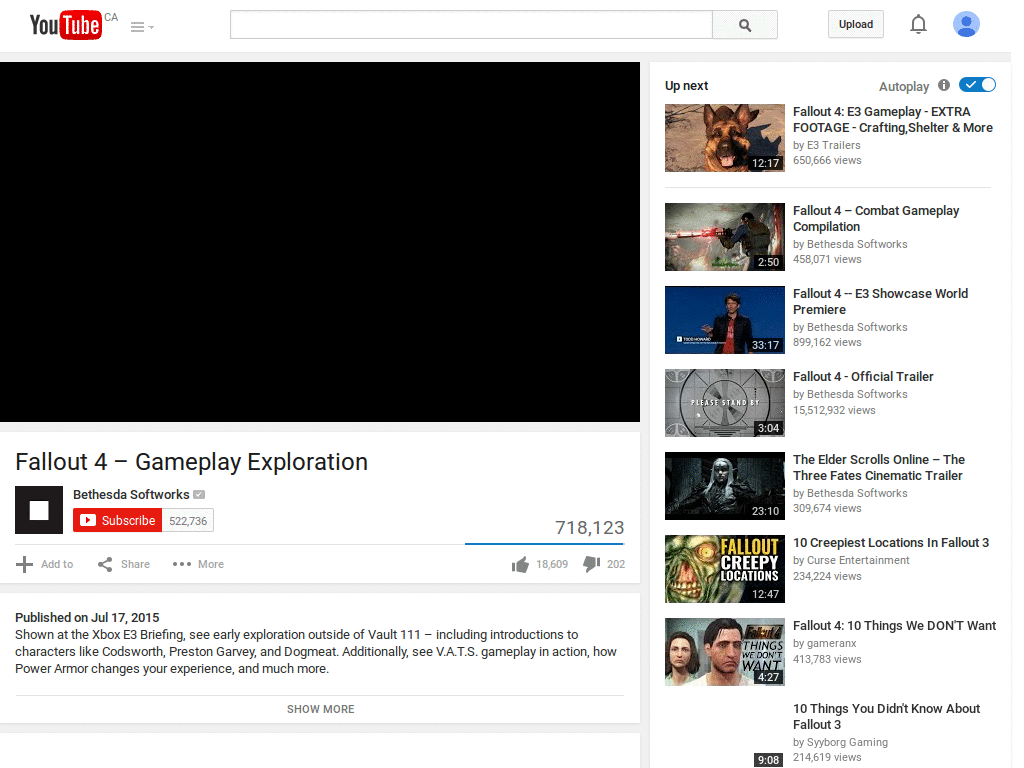 YouTube CA
Upload
Up next
Autoplay
Fallout 4: E3 Gameplay - EXTRA
FOOTAGE - Crafting,Shelter & More
by E3 Trailers
650,666 views
12:17
Fallout 4 – Combat Gameplay
Compilation
by Bethesda Softworks
458,071 views
2:50
Fallout 4 -- E3 Showcase World
Premiere
by Bethesda Softworks
899,162 views
TODD HOWARD
33:17
Fallout 4 - Official Trailer
by Bethesda Softworks
15,512,932 views
PLEASE STAND BY
3:04
The Elder Scrolls Online – The
Three Fates Cinematic Trailer
by Bethesda Softworks
309,674 views
23:10
10 Creepiest Locations In Fallout 3
by Curse Entertainment
234,224 views
FALLOUT
CREEPY
LOCATIONS
12:47
Fallout 4: 10 Things We DON'T Want
by gameranx
413,783 views
Fallout 4
THINGS
WE DON'T
WANT
4:27
10 Things You Didn't Know About
Fallout 3
by Syyborg Gaming
214,619 views
9:08
Fallout 4 – Gameplay Exploration
Bethesda Softworks
Subscribe 522,736
718,123
Add to Share More 18,609 202
Published on Jul 17, 2015
Shown at the Xbox E3 Briefing, see early exploration outside of Vault 111 – including introductions to
characters like Codsworth, Preston Garvey, and Dogmeat. Additionally, see V.A.T.S. gameplay in action, how
Power Armor changes your experience, and much more.
SHOW MORE